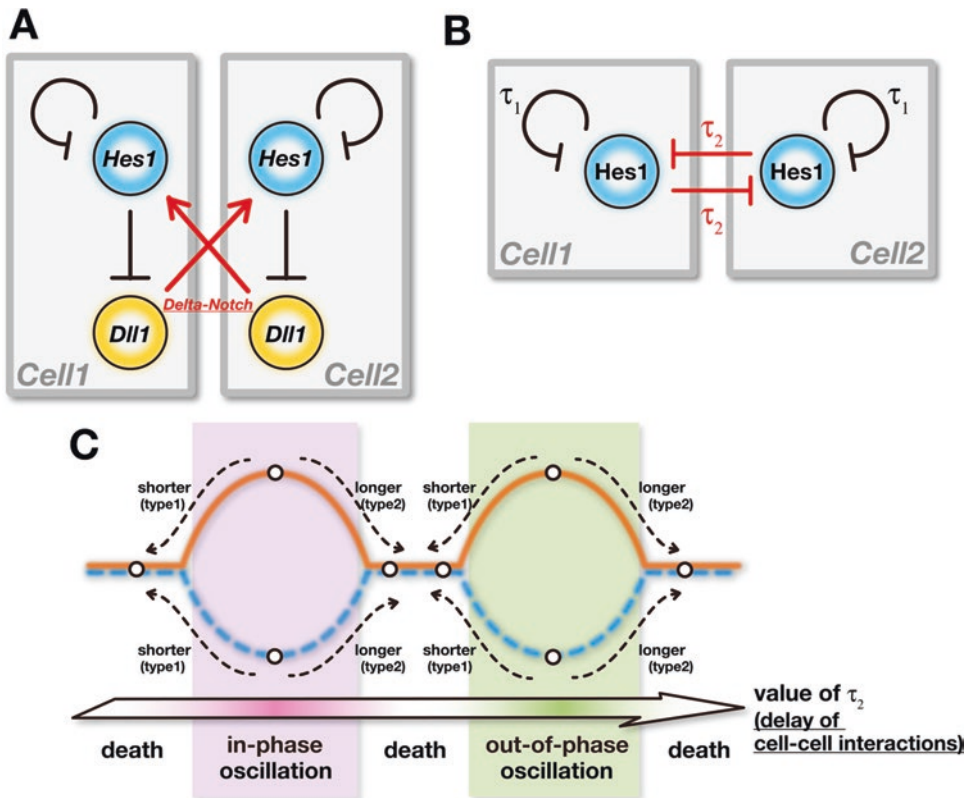 A
Hes1
Hes1
Delta-Notch
Dll1
Dll1
Cell1
Cell2
B
τ1
τ1
τ2
Hes1
Hes1
τ2
Cell1
Cell2
C
shorter
(type1)
longer
(type2)
shorter
(type1)
longer
(type2)
shorter
(type1)
longer
(type2)
shorter
(type1)
longer
(type2)
value of τ2
(delay of
cell-cell interactions)
death
in-phase
oscillation
death
out-of-phase
oscillation
death